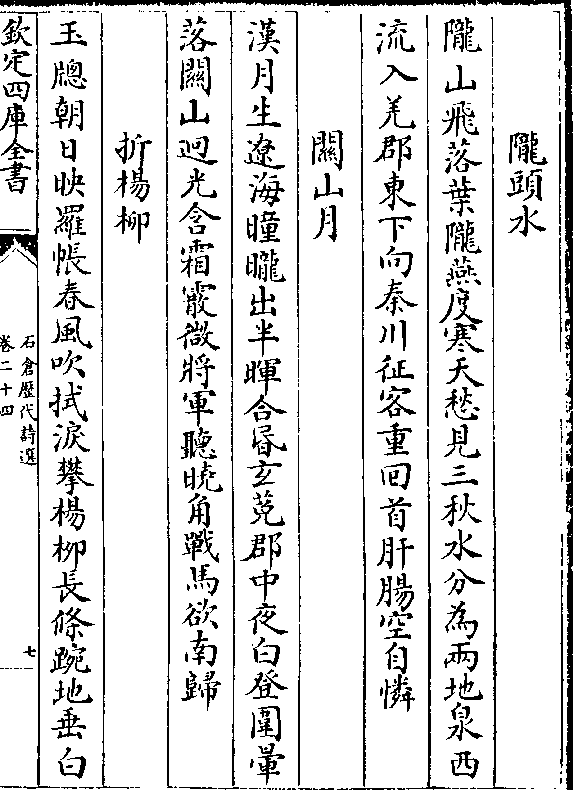 隴頭水
隴山飛落葉隴燕度寒天愁見三秋水分為兩地泉西
流入羌郡東下向秦川征客重回首肝腸空自憐
關山月
漢月生遼海曈曨出半暉合昬玄菟郡中夜白登圍暈
落關山迥光含霜霰微將軍聽曉角戰馬欲南歸
折楊柳
玉牕朝日映羅帳春風吹拭淚攀楊柳長條踠地垂白
欽定四庫全書
石倉歴代詩選
卷二十四
七